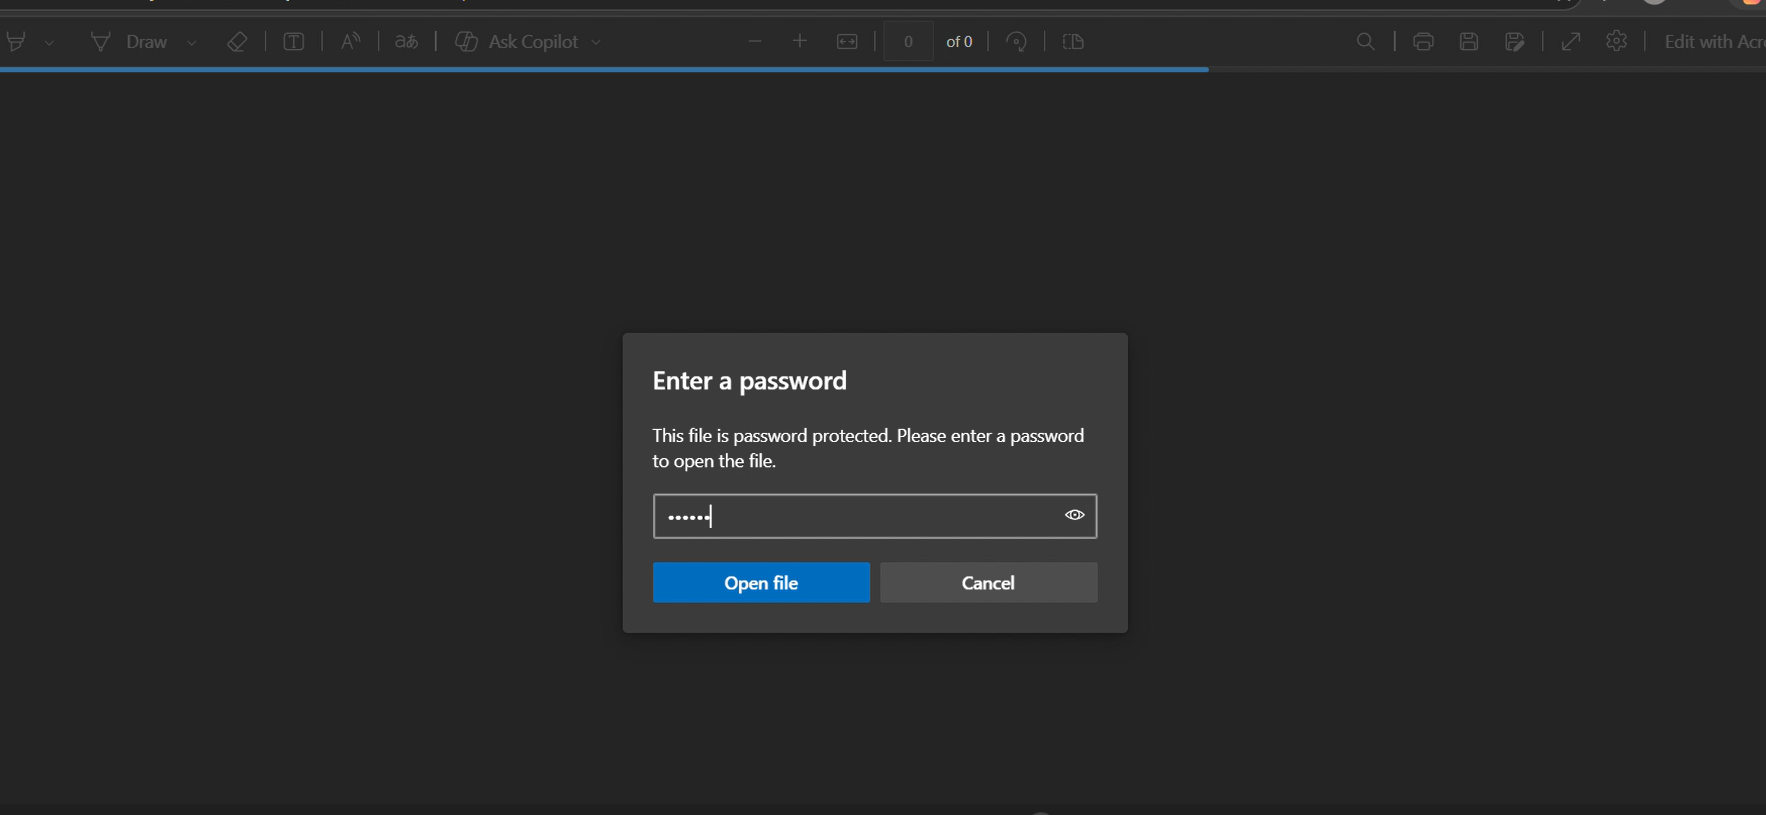 Draw
Ask Copilot
0 of 0
Edit with Acr
Enter a password
This file is password protected. Please enter a password
to open the file.
••••••
Open file Cancel